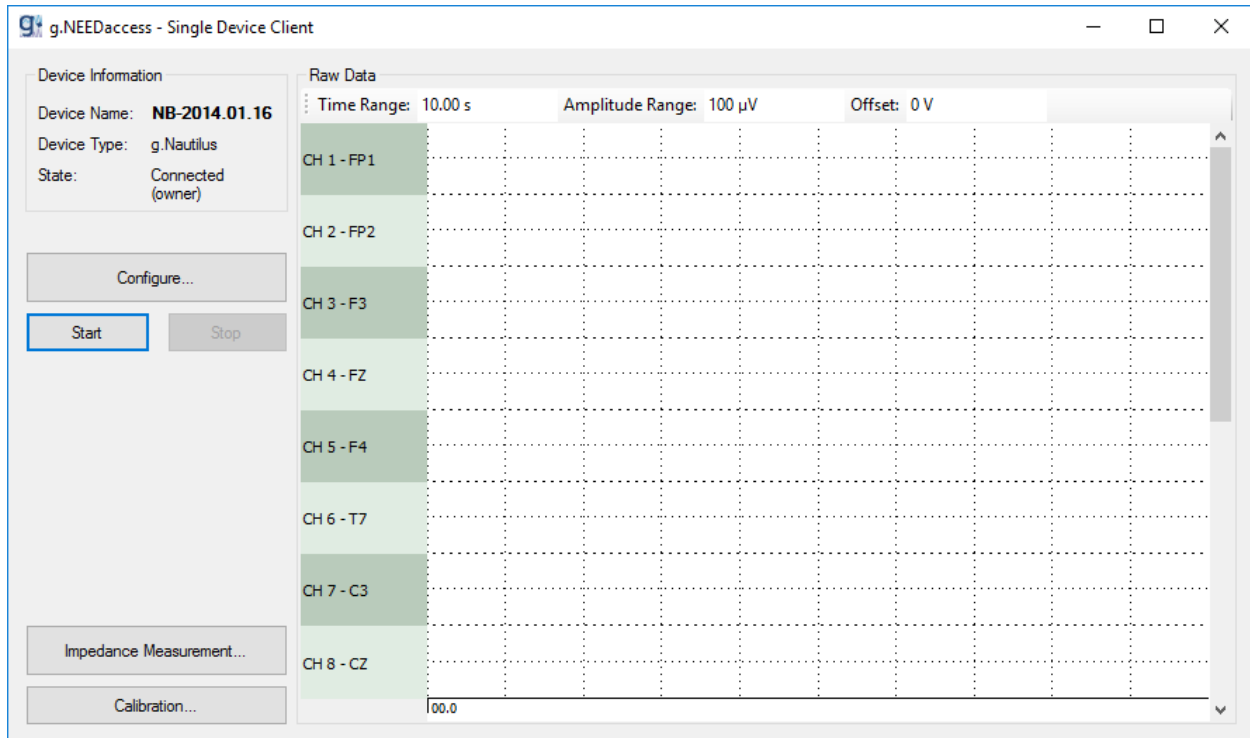 g.NEEDaccess - Single Device Client
Device Information
Device Name: NB-2014.01.16
Device Type: g.Nautilus
State: Connected
(owner)
Configure...
Start Stop
Impedance Measurement...
Calibration...
Raw Data
Time Range: 10.00 s Amplitude Range: 100 µV Offset: 0 V
CH 1 - FP1
CH 2 - FP2
CH 3 - F3
CH 4 - FZ
CH 5 - F4
CH 6 - T7
CH 7 - C3
CH 8 - CZ
00.0